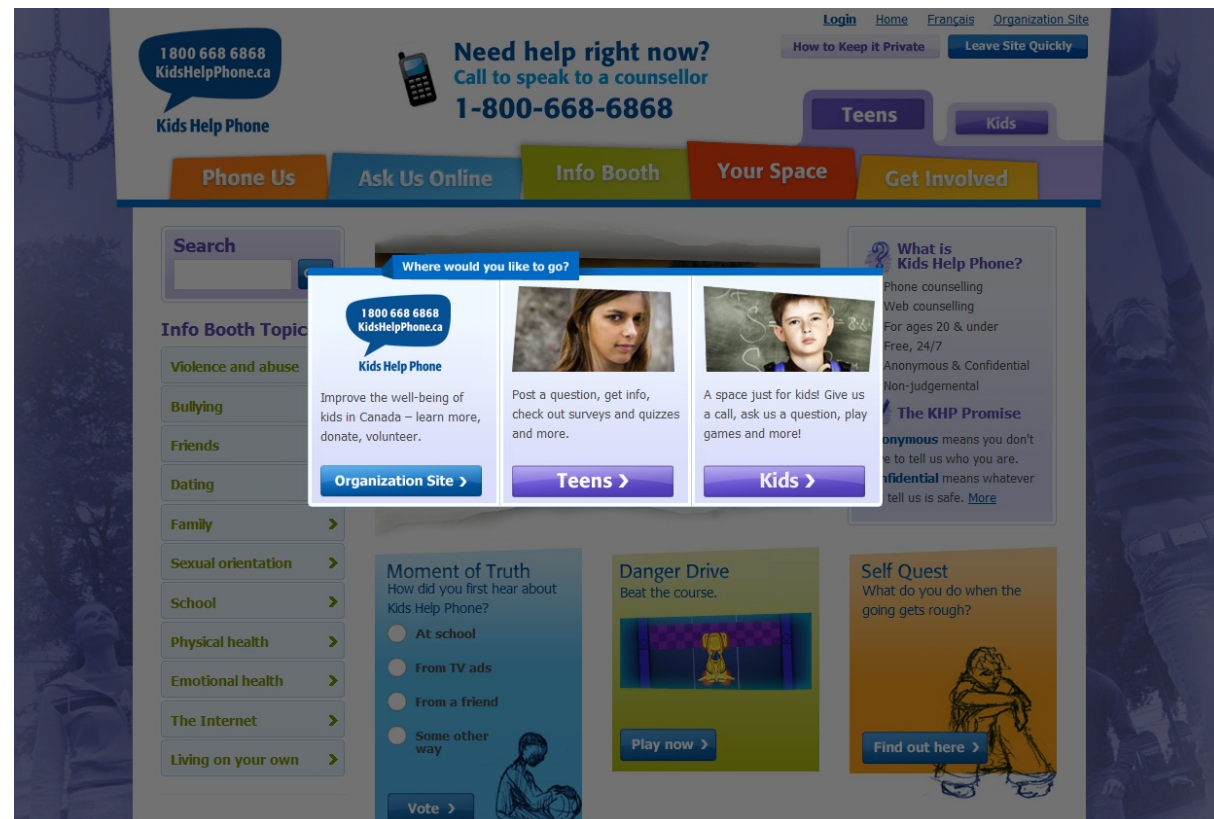 Login Home Français Organization Site
How to Keep it Private Leave Site Quickly
1 800 668 6868
KidsHelpPhone.ca
Kids Help Phone
Need help right now?
Call to speak to a counsellor
1-800-668-6868
Teens
Kids
Phone Us
Ask Us Online
Info Booth
Your Space
Get Involved
Search
Info Booth Topic
Violence and abuse
Bullying
Friends
Dating
Family
Sexual orientation
School
Physical health
Emotional health
The Internet
Living on your own
Where would you like to go?
1 800 668 6868
KidsHelpPhone.ca
Kids Help Phone
Improve the well-being of
kids in Canada – learn more,
donate, volunteer.
Organization Site
Post a question, get info,
check out surveys and quizzes
and more.
Teens
A space just for kids! Give us
a call, ask us a question, play
games and more!
Kids
What is
Kids Help Phone?
Phone counselling
Web counselling
For ages 20 & under
Free, 24/7
Anonymous & Confidential
Non-judgemental
The KHP Promise
onymous means you don't
e to tell us who you are.
nfidential means whatever
tell us is safe. More
Moment of Truth
How did you first hear about
Kids Help Phone?
At school
From TV ads
From a friend
Some other
way
Vote
Danger Drive
Beat the course.
Play now
Self Quest
What do you do when the
going gets rough?
Find out here